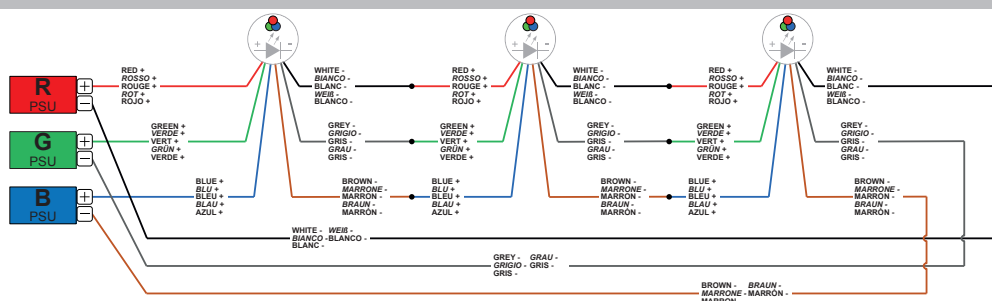 R
PSU
+
−
G
PSU
+
−
B
PSU
+
−
+ -
RED +
ROSSO +
ROUGE +
ROT +
ROJO +
WHITE -
BIANCO -
BLANC -
WEIß -
BLANCO -
GREEN +
VERDE +
VERT +
GRÜN +
VERDE +
GREY -
GRIGIO -
GRIS -
GRAU -
GRIS -
BLUE +
BLU +
BLEU +
BLAU +
AZUL +
BROWN -
MARRONE -
MARRON -
BRAUN -
MARRÓN -
+ -
RED +
ROSSO +
ROUGE +
ROT +
ROJO +
WHITE -
BIANCO -
BLANC -
WEIß -
BLANCO -
GREEN +
VERDE +
VERT +
GRÜN +
VERDE +
GREY -
GRIGIO -
GRIS -
GRAU -
GRIS -
BLUE +
BLU +
BLEU +
BLAU +
AZUL +
BROWN -
MARRONE -
MARRON -
BRAUN -
MARRÓN -
+ -
RED +
ROSSO +
ROUGE +
ROT +
ROJO +
WHITE -
BIANCO -
BLANC -
WEIß -
BLANCO -
GREEN +
VERDE +
VERT +
GRÜN +
VERDE +
GREY -
GRIGIO -
GRIS -
GRAU -
GRIS -
BLUE +
BLU +
BLEU +
BLAU +
AZUL +
BROWN -
MARRONE -
MARRON -
BRAUN -
MARRÓN -
WHITE - WEIß -
BIANCO - BLANCO -
BLANC -
GREY - GRAU -
GRIGIO - GRIS -
GRIS -
BROWN - BRAUN -
MARRONE - MARRÓN -
MARRON -